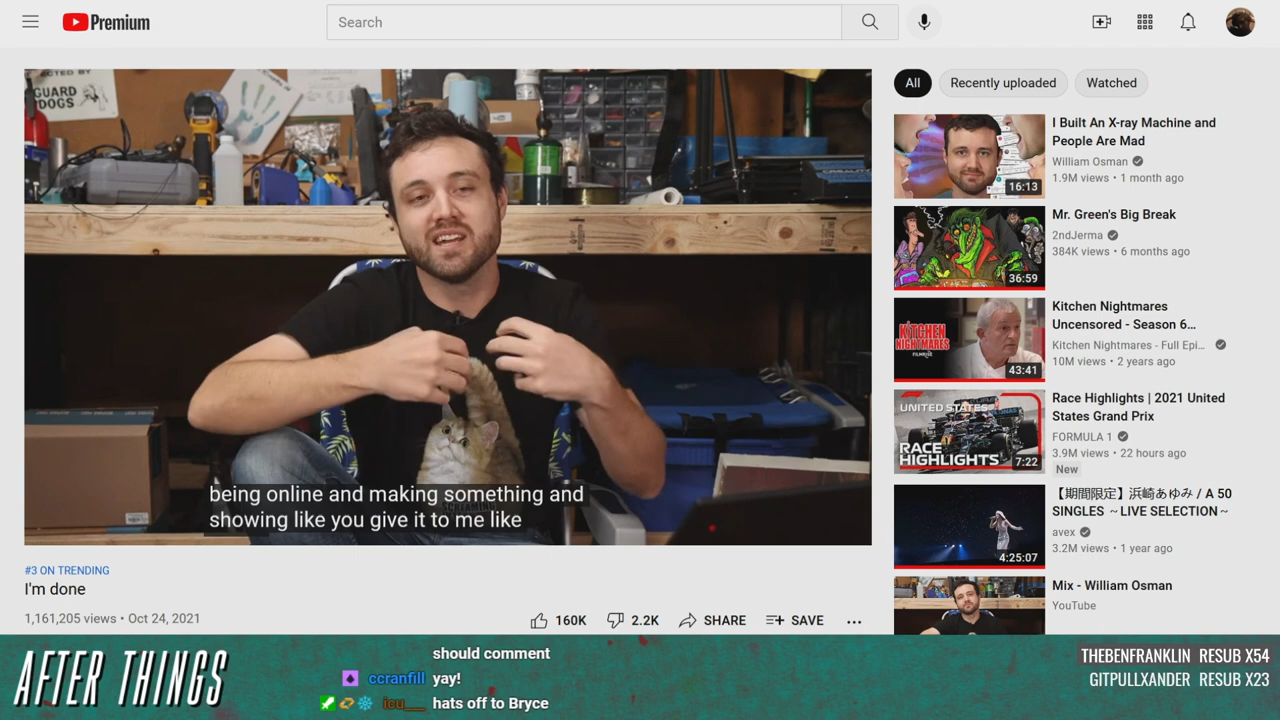 Premium
Search
CTED BY
GUARD
DOGS
being online and making something and
showing like you give it to me like
#3 ON TRENDING
I'm done
1,161,205 views • Oct 24, 2021
160K
2.2K
SHARE
SAVE
All
Recently uploaded
Watched
16:13
I Built An X-ray Machine and
People Are Mad
William Osman
1.9M views • 1 month ago
36:59
Mr. Green's Big Break
2ndJerma
384K views • 6 months ago
KITCHEN
NIGHTMARES
FILMRISE
43:41
Kitchen Nightmares
Uncensored - Season 6...
Kitchen Nightmares - Full Epi...
10M views • 2 years ago
UNITED STATES
RACE
HIGHLIGHTS
7:22
Race Highlights | 2021 United
States Grand Prix
FORMULA 1
3.9M views • 22 hours ago
New
4:25:07
【期間限定】浜崎あゆみ / A 50
SINGLES ～LIVE SELECTION～
avex
3.2M views • 1 year ago
Mix - William Osman
YouTube
AFTER THINGS
should comment
ccranfill yay!
icu___ hats off to Bryce
THEBENFRANKLIN RESUB X54
GITPULLXANDER RESUB X23